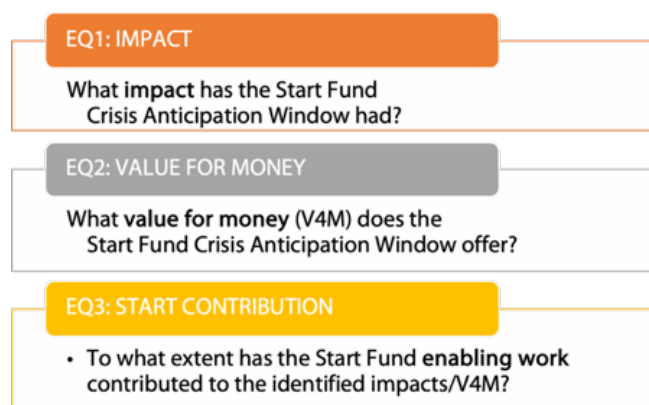 EQ1: IMPACT
What impact has the Start Fund
Crisis Anticipation Window had?
EQ2: VALUE FOR MONEY
What value for money (V4M) does the
Start Fund Crisis Anticipation Window offer?
EQ3: START CONTRIBUTION
• To what extent has the Start Fund enabling work
contributed to the identified impacts/V4M?